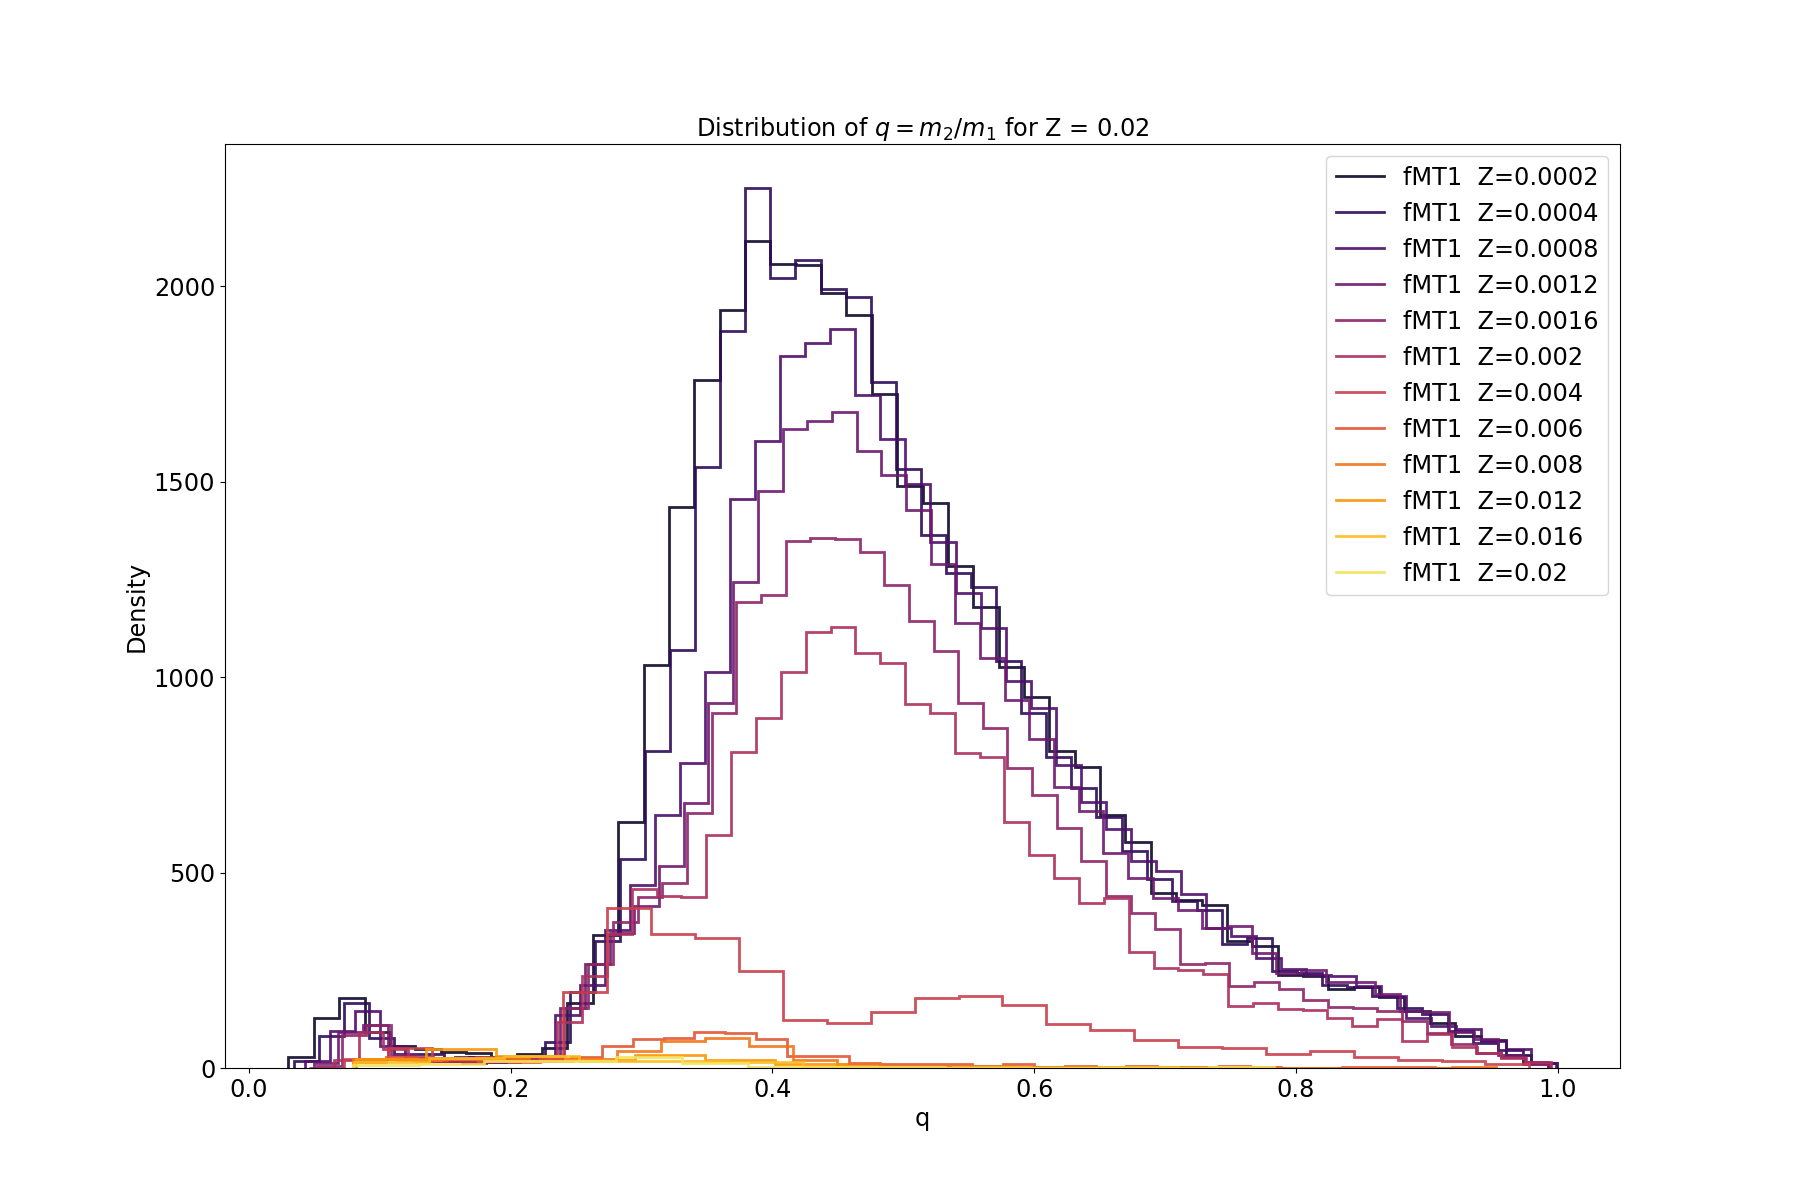 Distribution of q = m₂/m₁ for Z = 0.02
fMT1 Z=0.0002
fMT1 Z=0.0004
fMT1 Z=0.0008
fMT1 Z=0.0012
fMT1 Z=0.0016
fMT1 Z=0.002
fMT1 Z=0.004
fMT1 Z=0.006
fMT1 Z=0.008
fMT1 Z=0.012
fMT1 Z=0.016
fMT1 Z=0.02
Density
2000
1500
1000
500
0
0.0 0.2 0.4 0.6 0.8 1.0
q